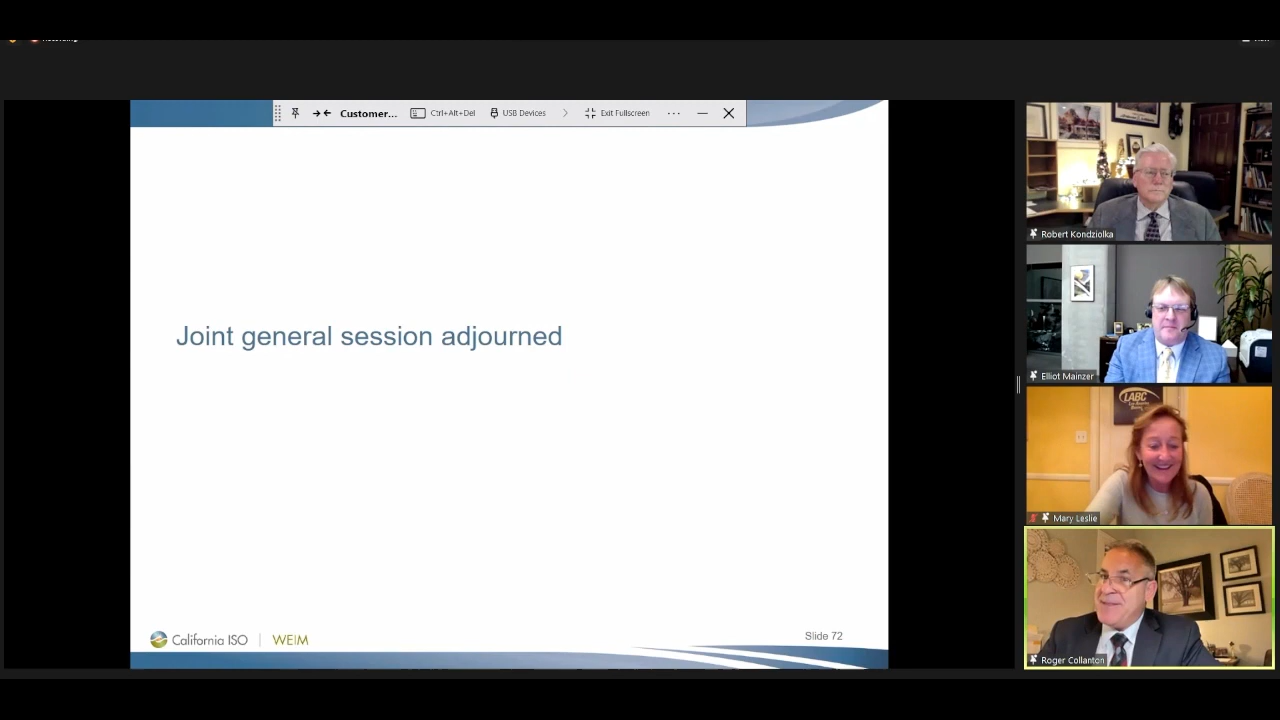 Customer... Ctrl+Alt+Del USB Devices Exit Fullscreen
Joint general session adjourned
California ISO | WEIM
Slide 72
Robert Kondziolka
Elliot Mainzer
LABC
Mary Leslie
Roger Collanton